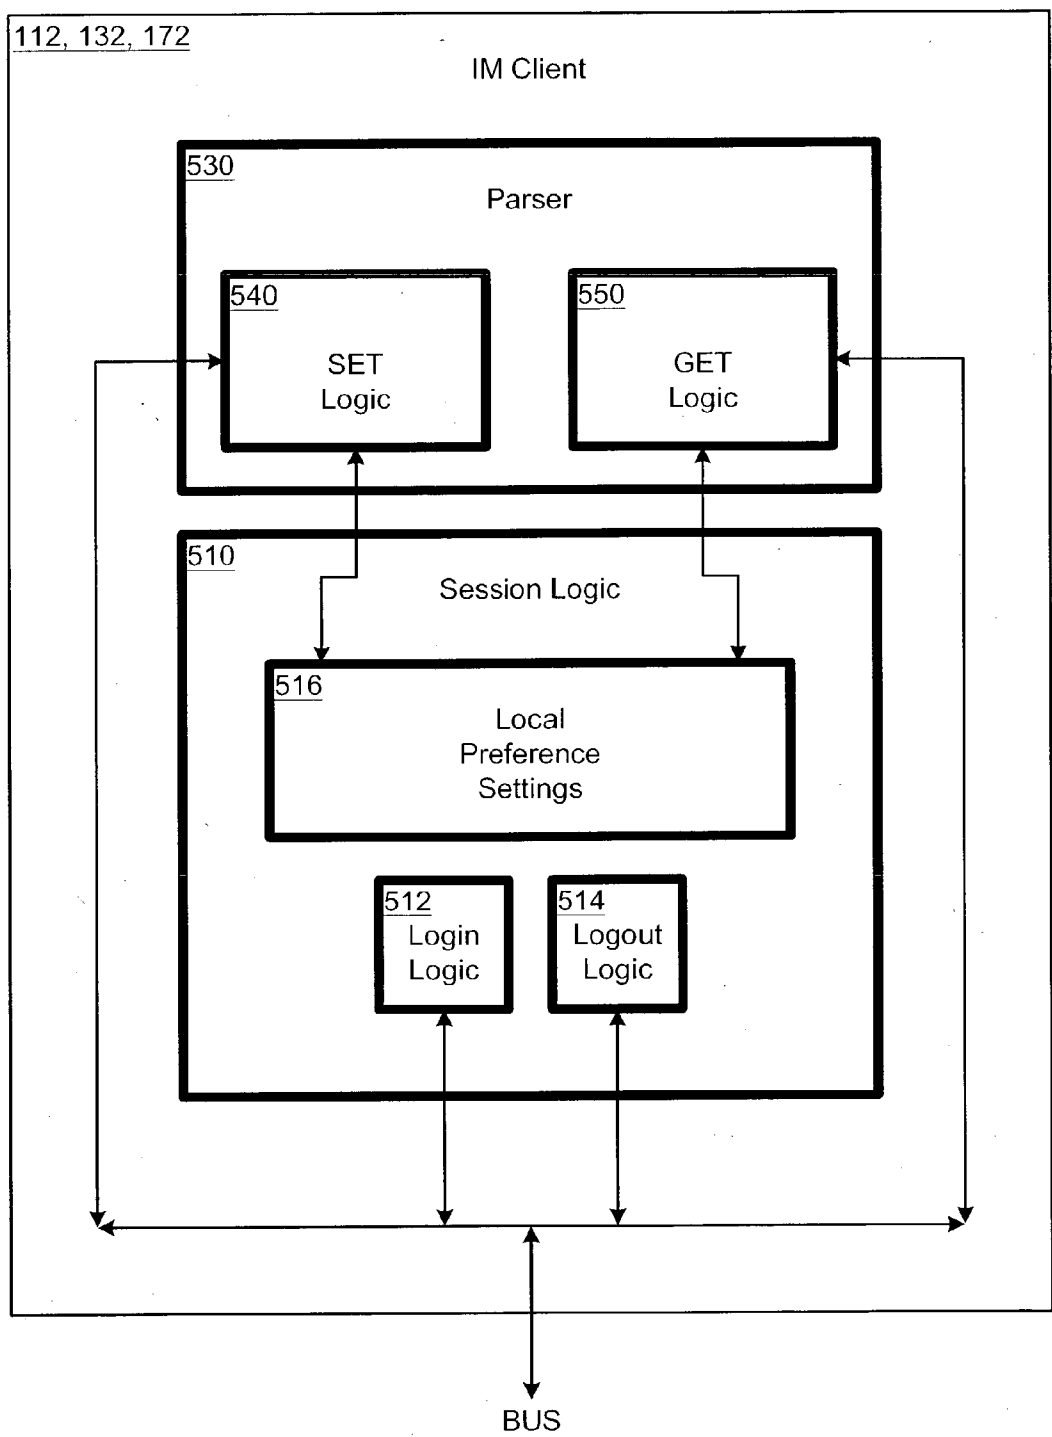 112, 132, 172
IM Client
530
Parser
540
SET
Logic
550
GET
Logic
510
Session Logic
516
Local
Preference
Settings
512
Login
Logic
514
Logout
Logic
BUS